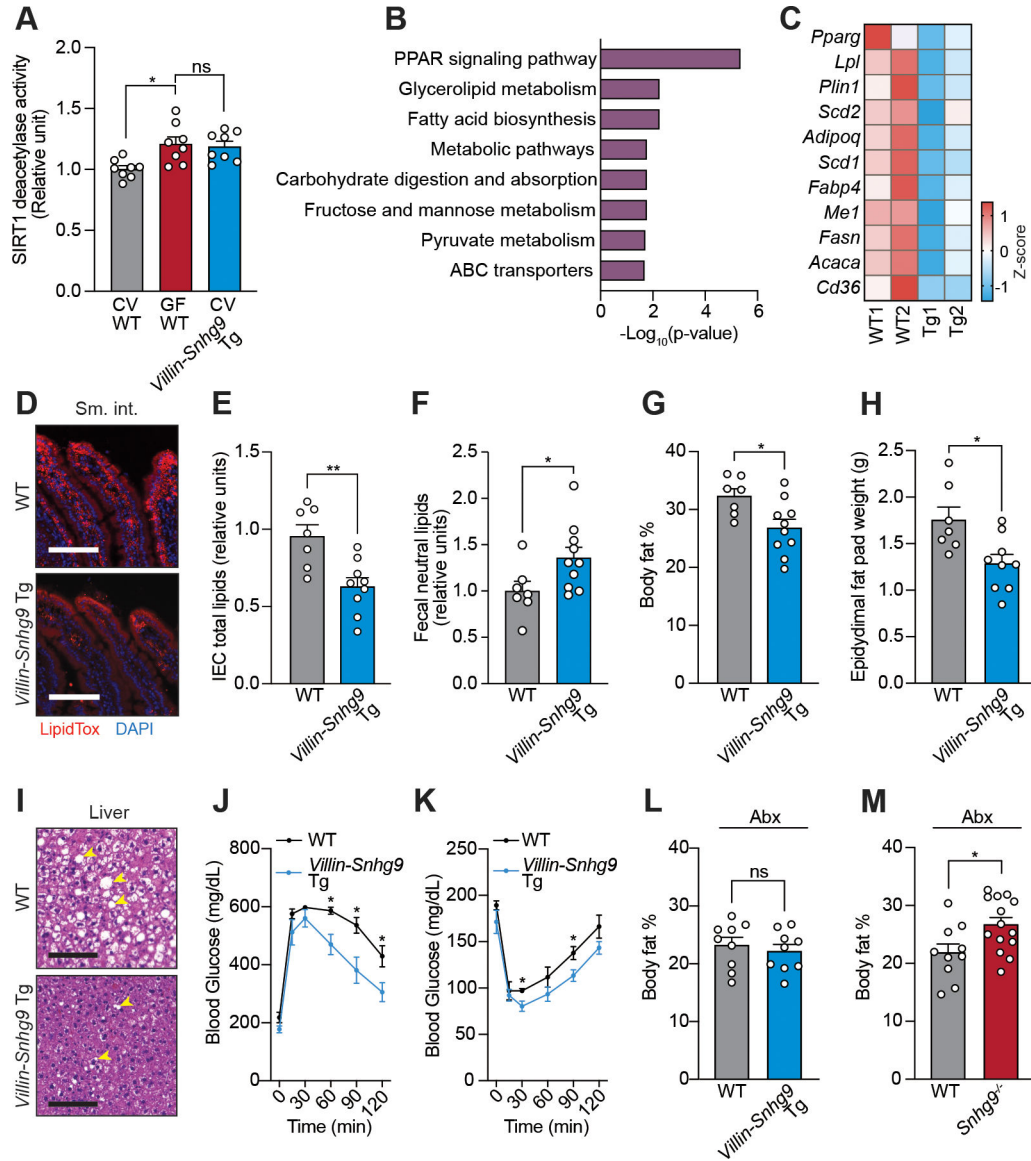 A
SIRT1 deacetylase activity
(Relative unit)
2.0
1.5
1.0
0.5
0.0
*
ns
CV
WT
GF
WT
CV
Villin-Snhg9
Tg
B
PPAR signaling pathway
Glycerolipid metabolism
Fatty acid biosynthesis
Metabolic pathways
Carbohydrate digestion and absorption
Fructose and mannose metabolism
Pyruvate metabolism
ABC transporters
0 2 4 6
-Log10(p-value)
C
Pparg
Lpl
Plin1
Scd2
Adipoq
Scd1
Fabp4
Me1
Fasn
Acaca
Cd36
WT1 WT2 Tg1 Tg2
1
0
-1
Z-score
D
Sm. int.
WT
Villin-Snhg9 Tg
LipidTox DAPI
E
IEC total lipids (relative units)
1.5
1.0
0.5
0.0
**
WT
Villin-Snhg9
Tg
F
Fecal neutral lipids
(relative units)
2.5
2.0
1.5
1.0
0.5
0.0
*
WT
Villin-Snhg9
Tg
G
Body fat %
40
30
20
10
0
*
WT
Villin-Snhg9
Tg
H
Epidydimal fat pad weight (g)
2.5
2.0
1.5
1.0
0.5
0.0
*
WT
Villin-Snhg9
Tg
I
Liver
WT
Villin-Snhg9 Tg
J
WT
Villin-Snhg9
Tg
Blood Glucose (mg/dL)
800
600
400
200
0
* * *
0 30 60 90 120
Time (min)
K
WT
Villin-Snhg9
Tg
Blood Glucose (mg/dL)
250
200
150
100
50
0
* *
0 30 60 90 120
Time (min)
L
Abx
Body fat %
40
30
20
10
0
ns
WT
Villin-Snhg9
Tg
M
Abx
Body fat %
40
30
20
10
0
*
WT
Snhg9-/-